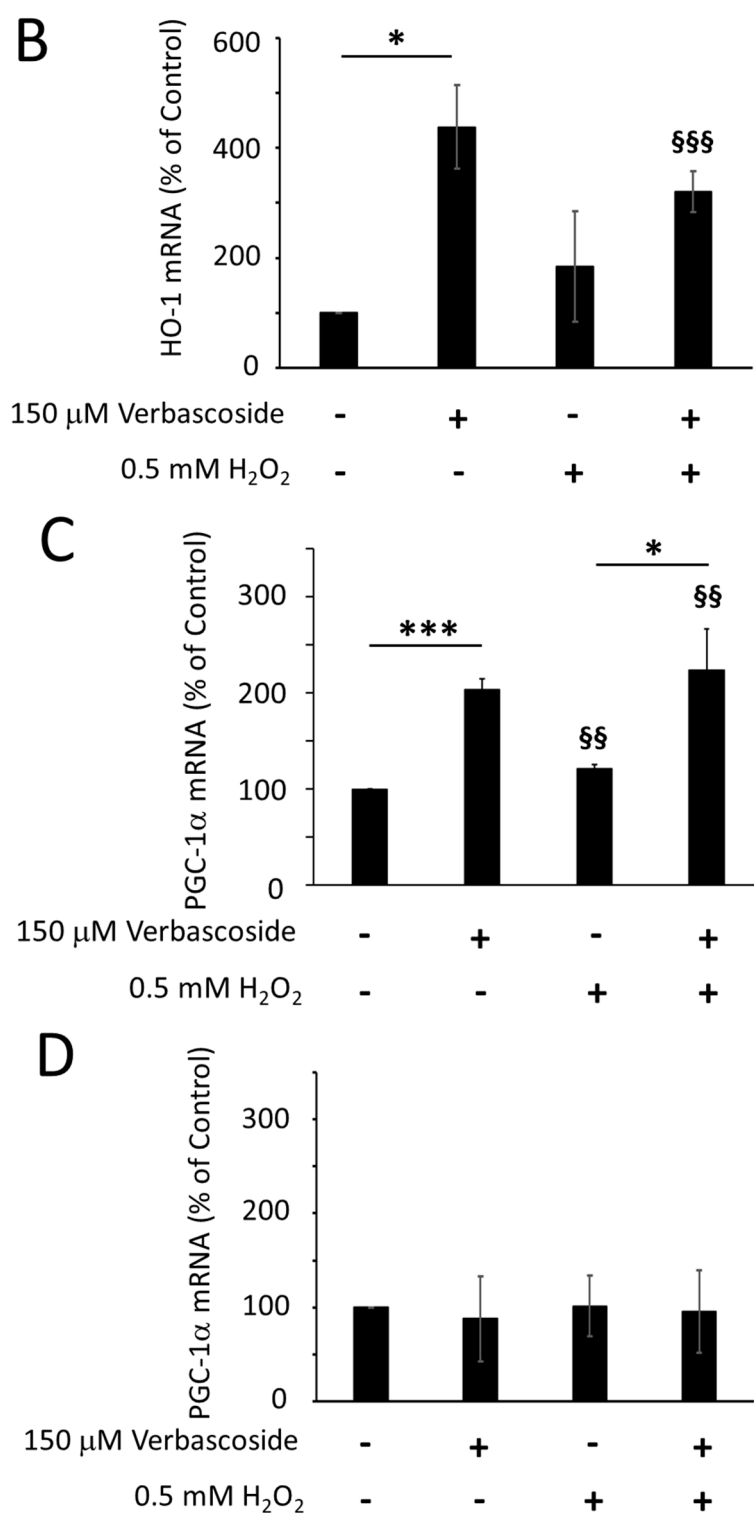 B
HO-1 mRNA (% of Control)
600
400
200
0
*
§§§
150 μM Verbascoside - + - +
0.5 mM H₂O₂ - - + +
C
PGC-1α mRNA (% of Control)
300
200
100
0
***
§§
*
§§
150 μM Verbascoside - + - +
0.5 mM H₂O₂ - - + +
D
PGC-1α mRNA (% of Control)
300
200
100
0
150 μM Verbascoside - + - +
0.5 mM H₂O₂ - - + +